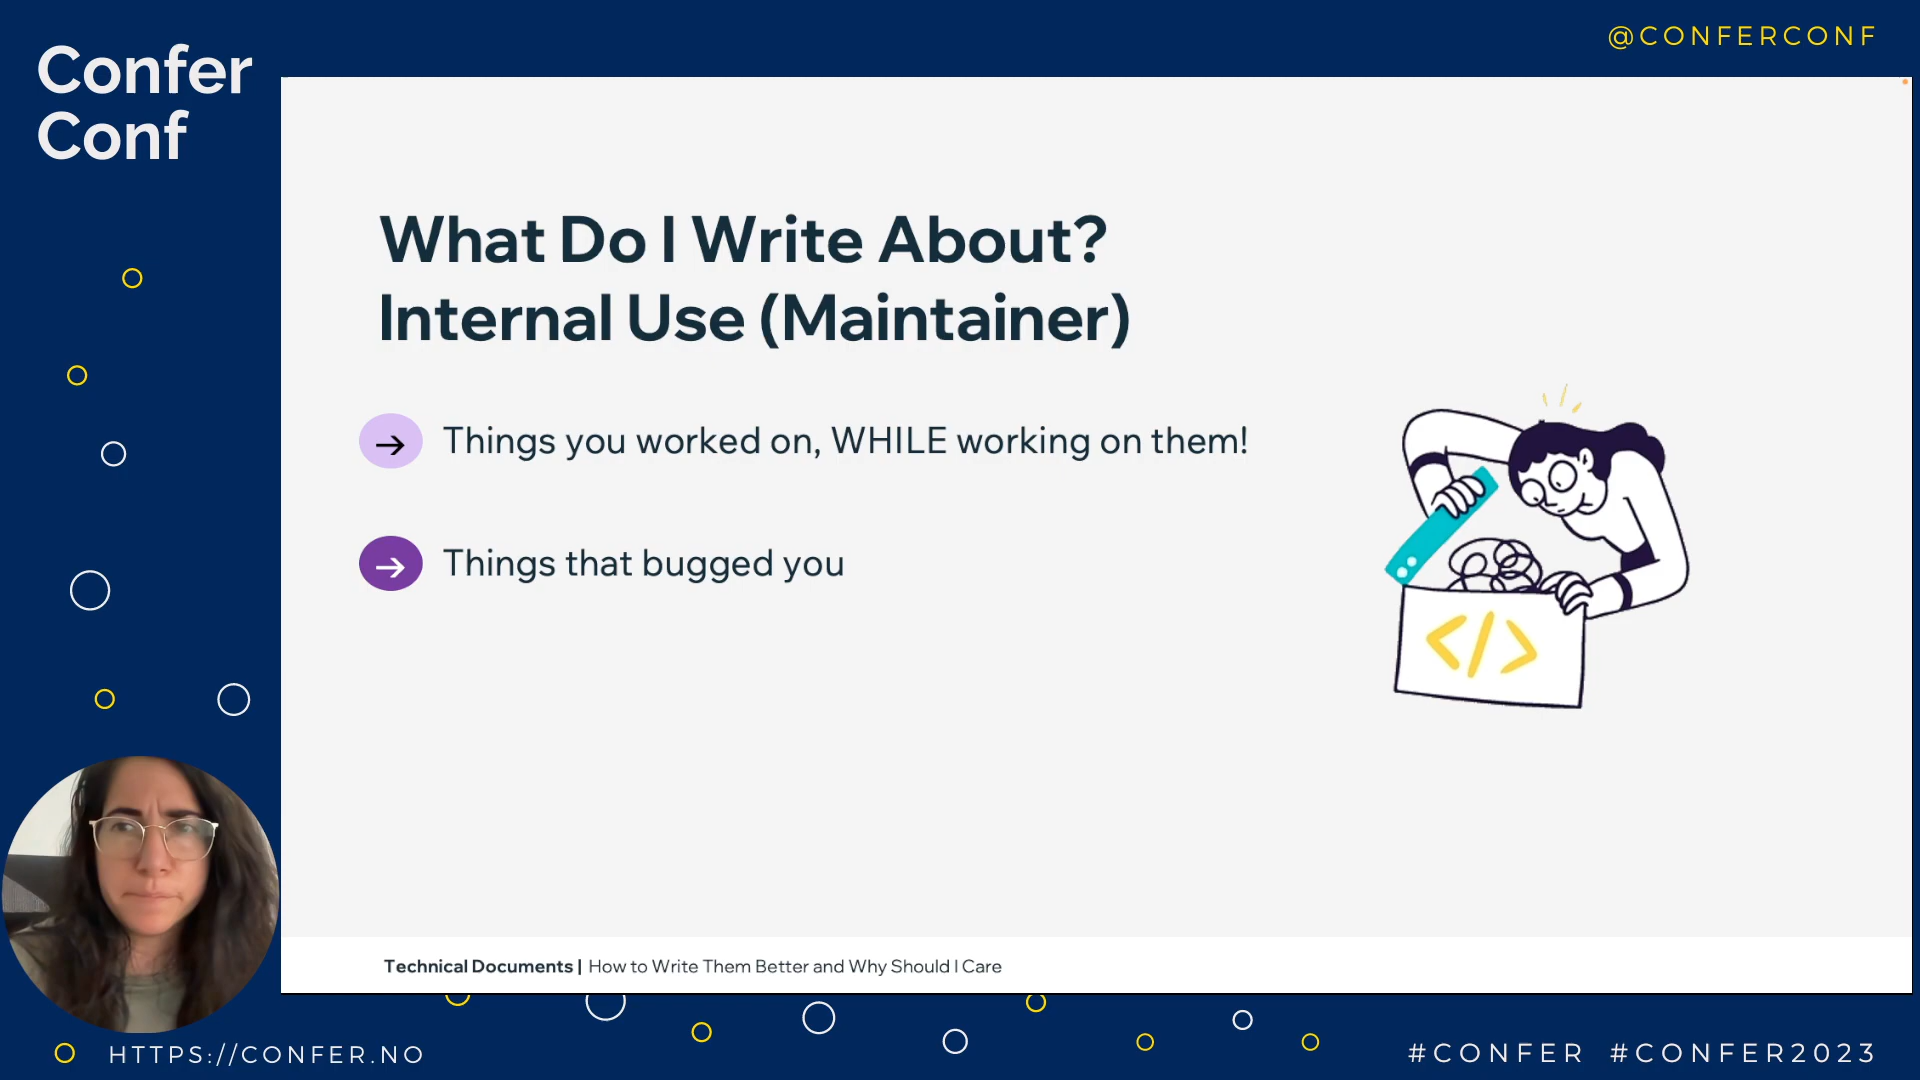 Confer
Conf
@CONFERCONF
What Do I Write About?
Internal Use (Maintainer)
→ Things you worked on, WHILE working on them!
→ Things that bugged you
</>
Technical Documents | How to Write Them Better and Why Should I Care
HTTPS://CONFER.NO
#CONFER #CONFER2023